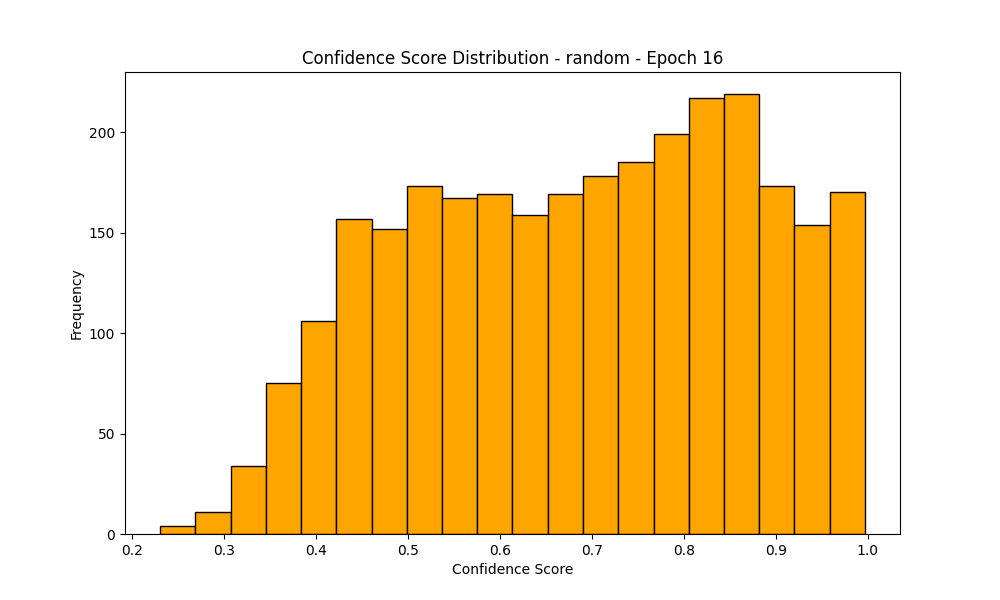 Confidence Score Distribution - random - Epoch 16
Frequency
200
150
100
50
0
0.2 0.3 0.4 0.5 0.6 0.7 0.8 0.9 1.0
Confidence Score